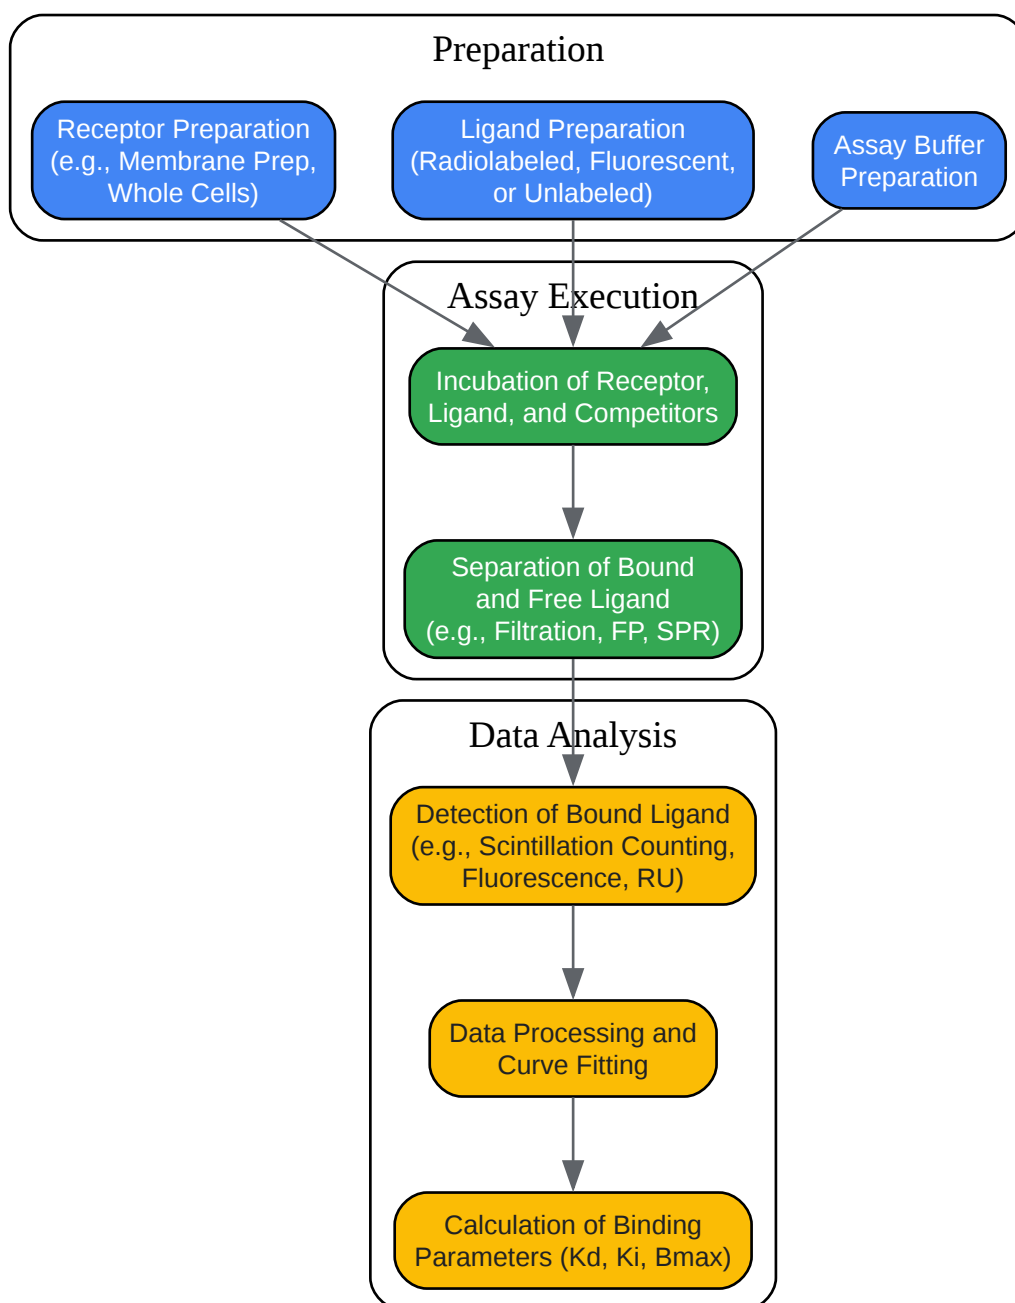 Preparation
Receptor Preparation
(e.g., Membrane Prep,
Whole Cells)
Ligand Preparation
(Radiolabeled, Fluorescent,
or Unlabeled)
Assay Buffer
Preparation
Assay Execution
Incubation of Receptor,
Ligand, and Competitors
Separation of Bound
and Free Ligand
(e.g., Filtration, FP, SPR)
Data Analysis
Detection of Bound Ligand
(e.g., Scintillation Counting,
Fluorescence, RU)
Data Processing and
Curve Fitting
Calculation of Binding
Parameters (Kd, Ki, Bmax)